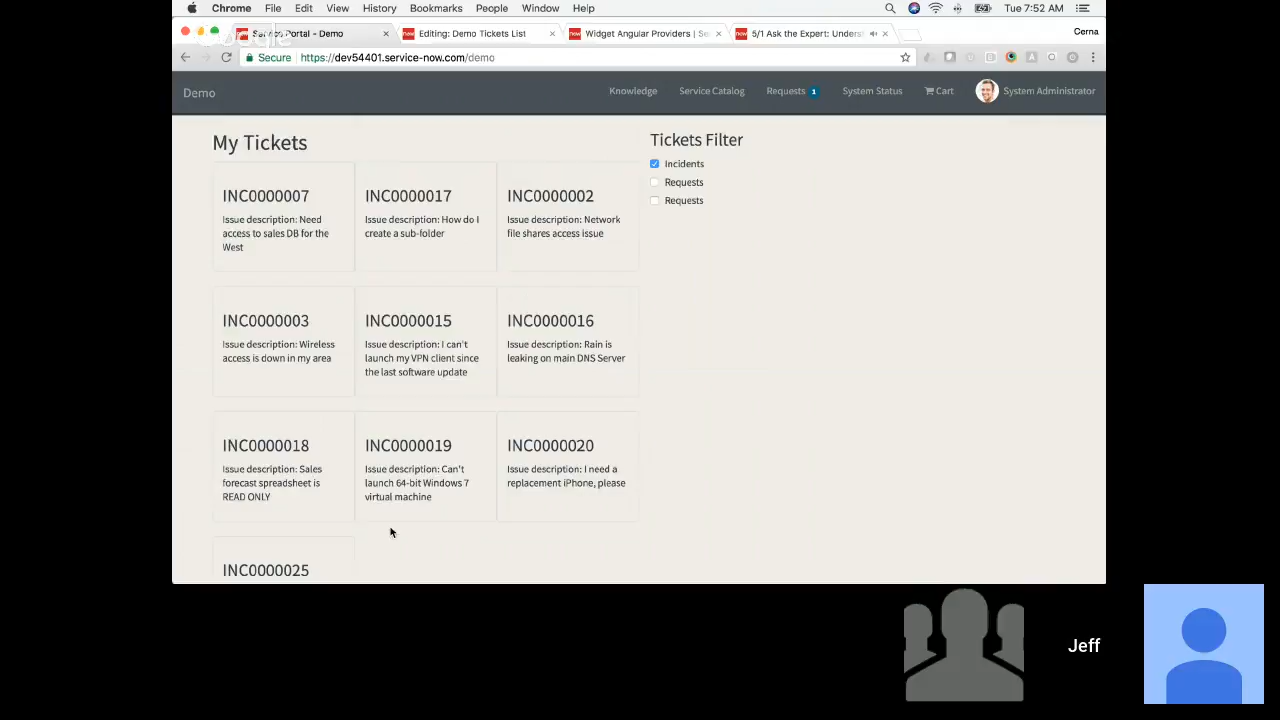 Chrome File Edit View History Bookmarks People Window Help Tue 7:52 AM
Service Portal - Demo Editing: Demo Tickets List Widget Angular Providers | Se 5/1 Ask the Expert: Unders Cerna
Secure https://dev54401.service-now.com/demo
Demo Knowledge Service Catalog Requests 1 System Status Cart System Administrator
My Tickets
Tickets Filter
Incidents
Requests
Requests
INC0000007
Issue description: Need
access to sales DB for the
West
INC0000017
Issue description: How do I
create a sub-folder
INC0000002
Issue description: Network
file shares access issue
INC0000003
Issue description: Wireless
access is down in my area
INC0000015
Issue description: I can't
launch my VPN client since
the last software update
INC0000016
Issue description: Rain is
leaking on main DNS Server
INC0000018
Issue description: Sales
forecast spreadsheet is
READ ONLY
INC0000019
Issue description: Can't
launch 64-bit Windows 7
virtual machine
INC0000020
Issue description: I need a
replacement iPhone, please
INC0000025
Jeff